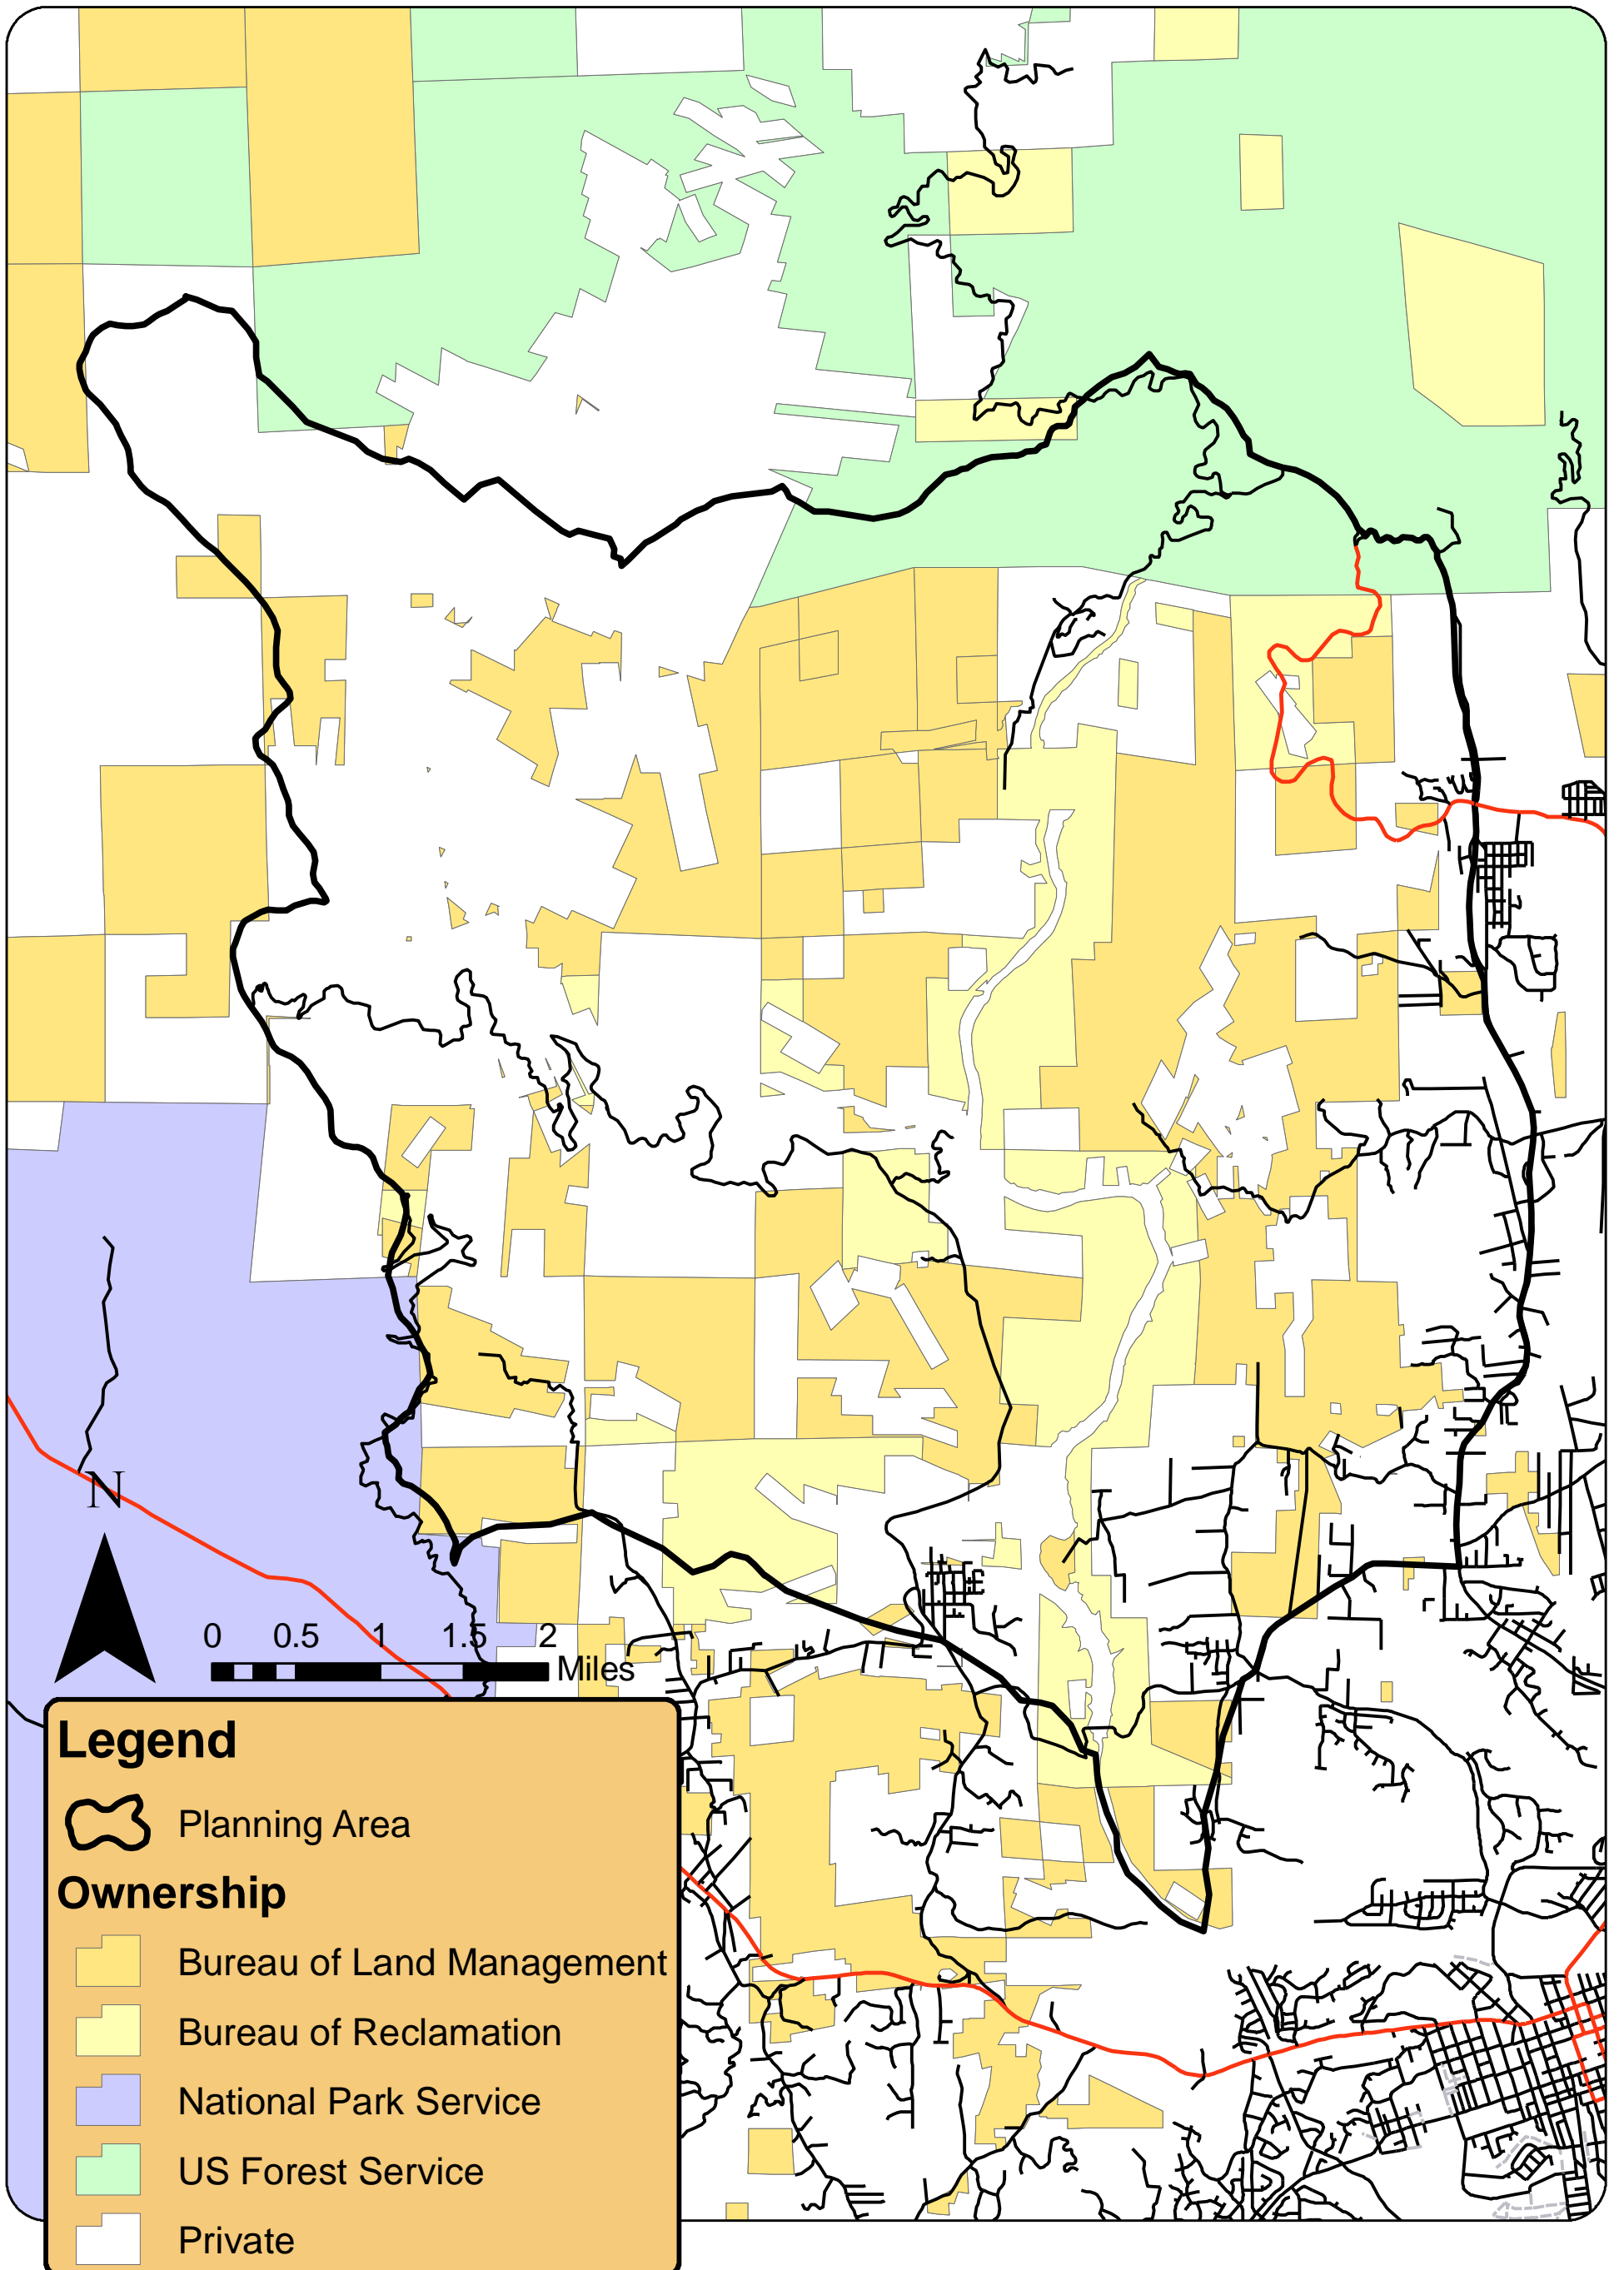 N
0 0.5 1 1.5 2
Miles
Legend
Planning Area
Ownership
Bureau of Land Management
Bureau of Reclamation
National Park Service
US Forest Service
Private